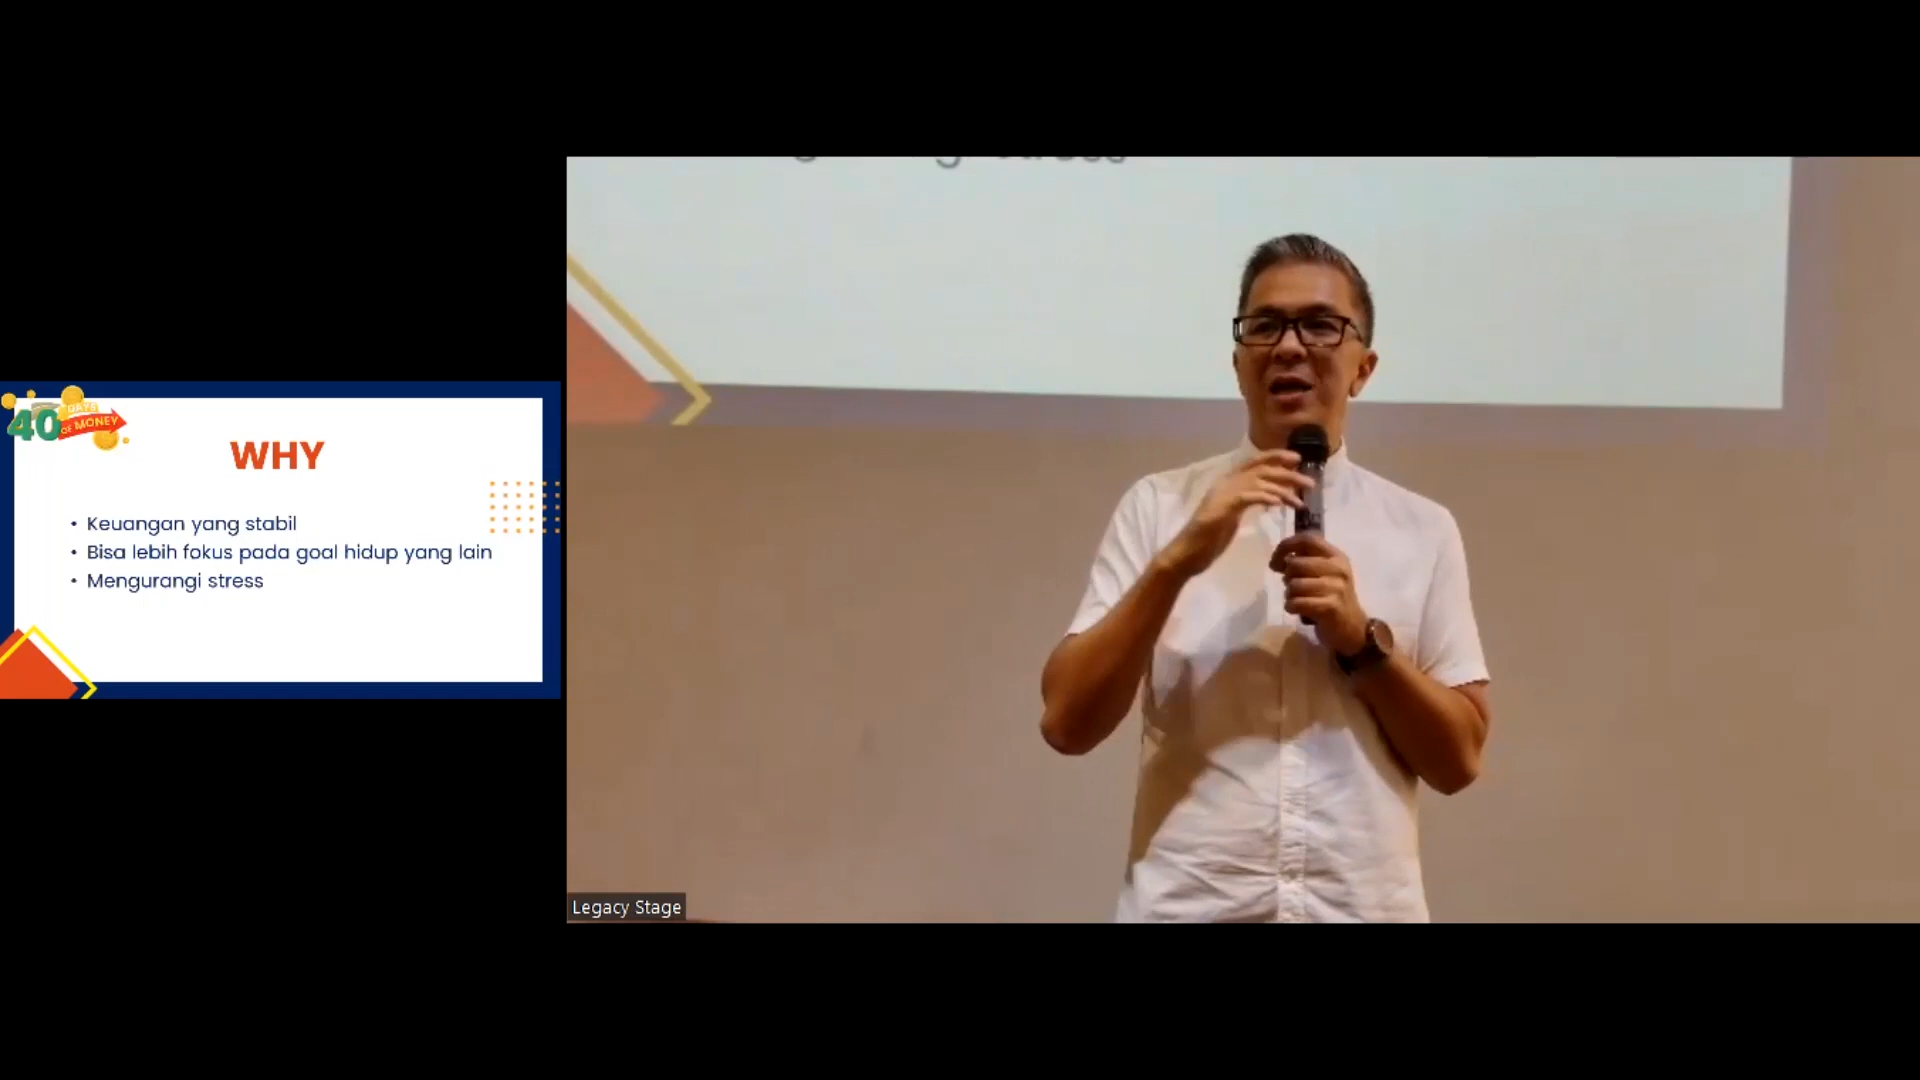 40 DAYS
OF MONEY
WHY
• Keuangan yang stabil
• Bisa lebih fokus pada goal hidup yang lain
• Mengurangi stress
Legacy Stage